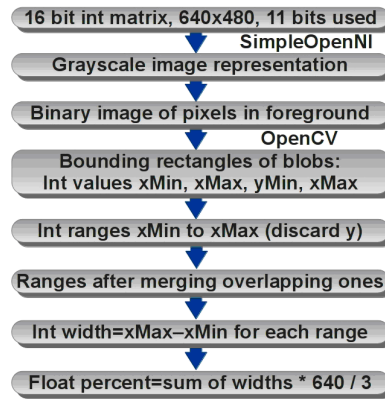 16 bit int matrix, 640x480, 11 bits used
SimpleOpenNI
Grayscale image representation
Binary image of pixels in foreground
OpenCV
Bounding rectangles of blobs:
Int values xMin, xMax, yMin, xMax
Int ranges xMin to xMax (discard y)
Ranges after merging overlapping ones
Int width=xMax–xMin for each range
Float percent=sum of widths * 640 / 3